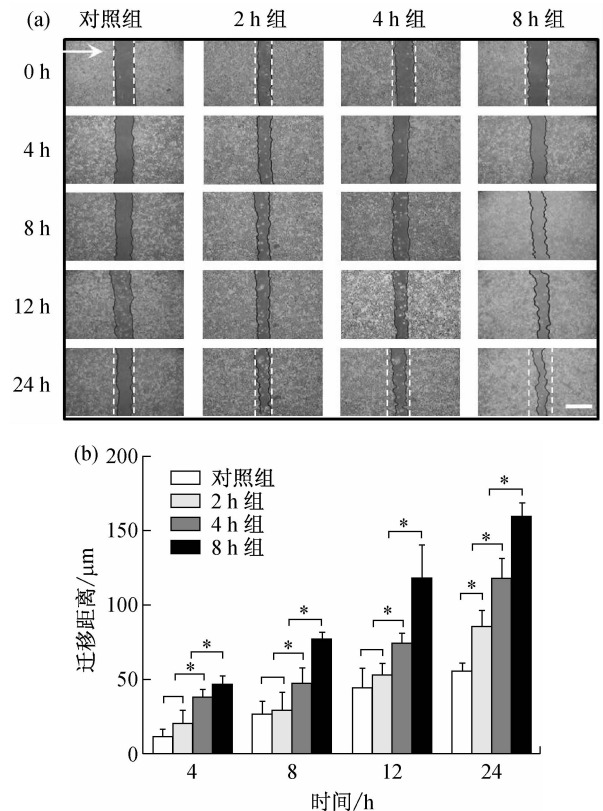 (a) 对照组 2 h 组 4 h 组 8 h 组
0 h
4 h
8 h
12 h
24 h
(b)
200
150
100
50
0
迁移距离/μm
对照组
2 h 组
4 h 组
8 h 组
* *
* *
* *
* * *
4 8 12 24
时间/h